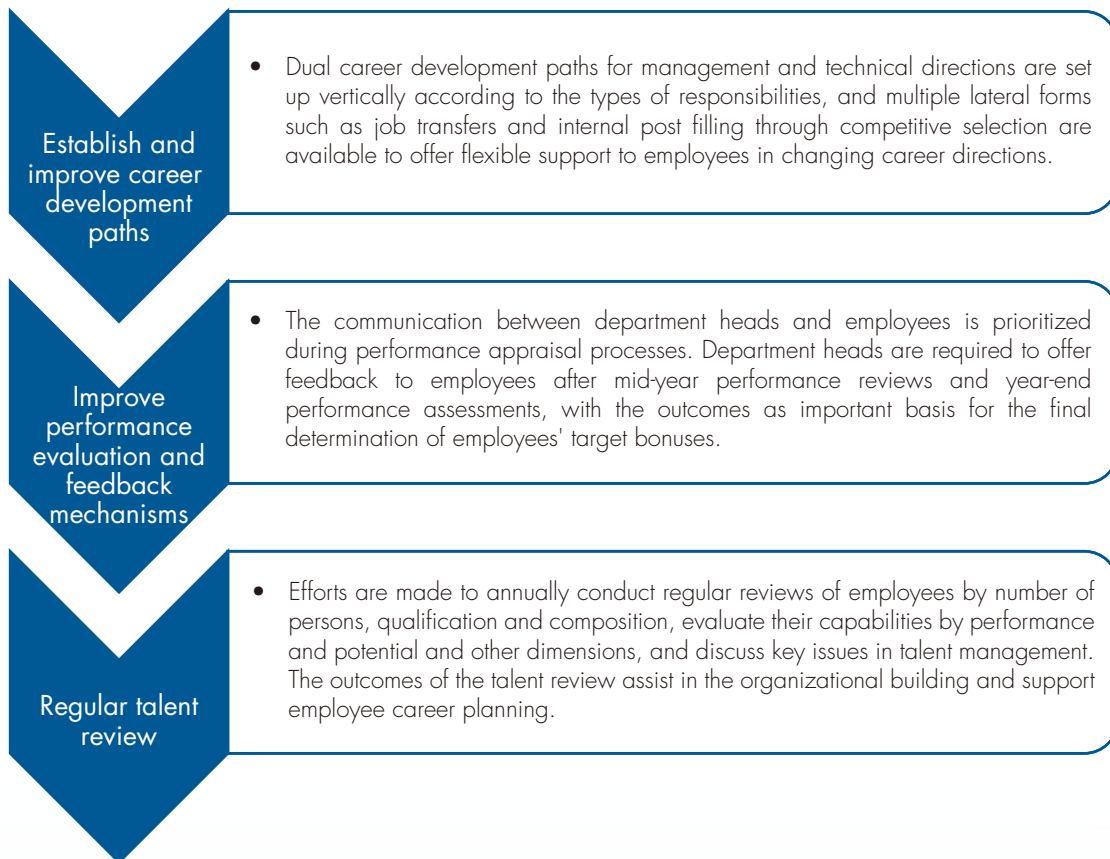 Establish and
improve career
development
paths
• Dual career development paths for management and technical directions are set
up vertically according to the types of responsibilities, and multiple lateral forms
such as job transfers and internal post filling through competitive selection are
available to offer flexible support to employees in changing career directions.
Improve
performance
evaluation and
feedback
mechanisms
• The communication between department heads and employees is prioritized
during performance appraisal processes. Department heads are required to offer
feedback to employees after mid-year performance reviews and year-end
performance assessments, with the outcomes as important basis for the final
determination of employees' target bonuses.
Regular talent
review
• Efforts are made to annually conduct regular reviews of employees by number of
persons, qualification and composition, evaluate their capabilities by performance
and potential and other dimensions, and discuss key issues in talent management.
The outcomes of the talent review assist in the organizational building and support
employee career planning.